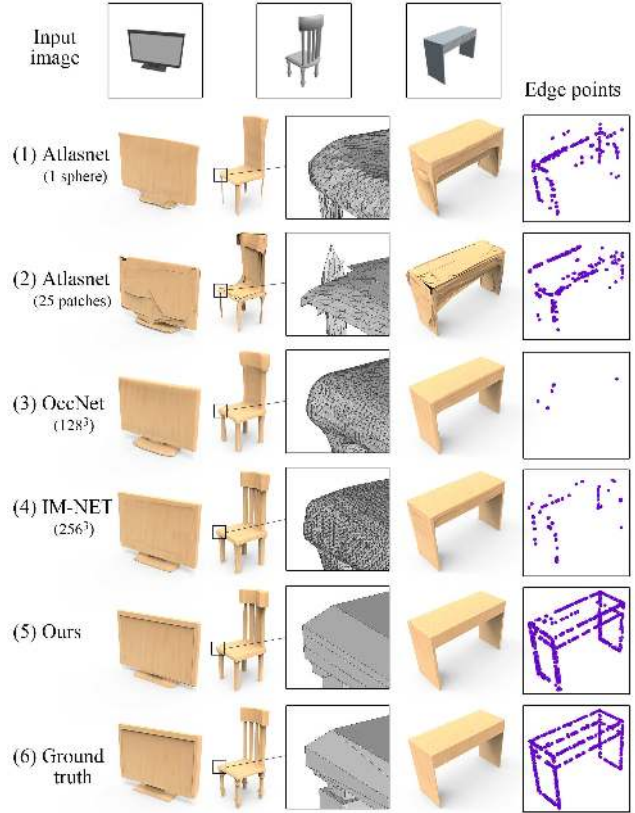 Input
image
Edge points
(1) Atlasnet
(1 sphere)
(2) Atlasnet
(25 patches)
(3) OccNet
(128³)
(4) IM-NET
(256³)
(5) Ours
(6) Ground
truth